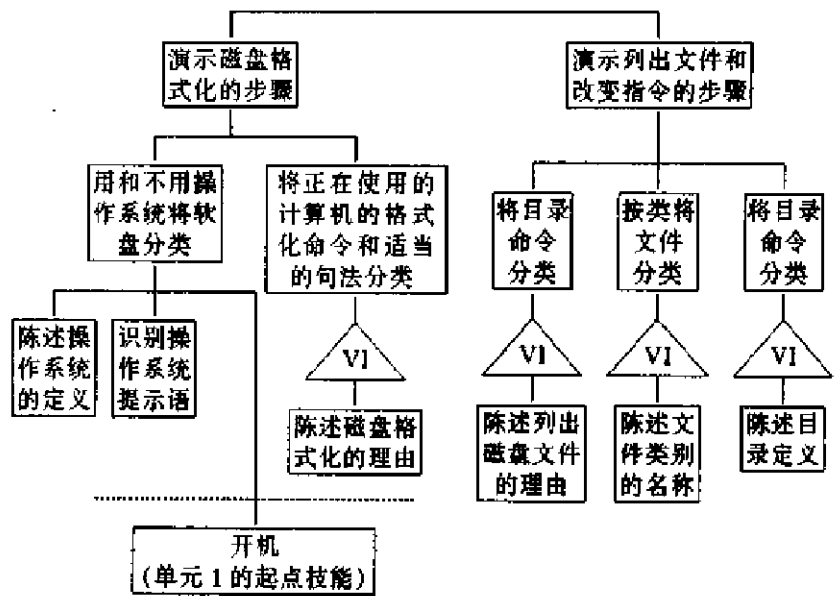 演示磁盘格
式化的步骤
演示列出文件和
改变指令的步骤
用和不用操
作系统将软
盘分类
将正在使用的
计算机的格式
化命令和适当
的句法分类
将目录
命令
分类
按类将
文件
分类
将目录
命令
分类
陈述操
作系统
的定义
识别操
作系统
提示语
VI
VI
VI
VI
陈述磁盘格
式化的理由
陈述列出
磁盘文件
的理由
陈述文
件类别
的名称
陈述目
录定义
开机
(单元1的起点技能)